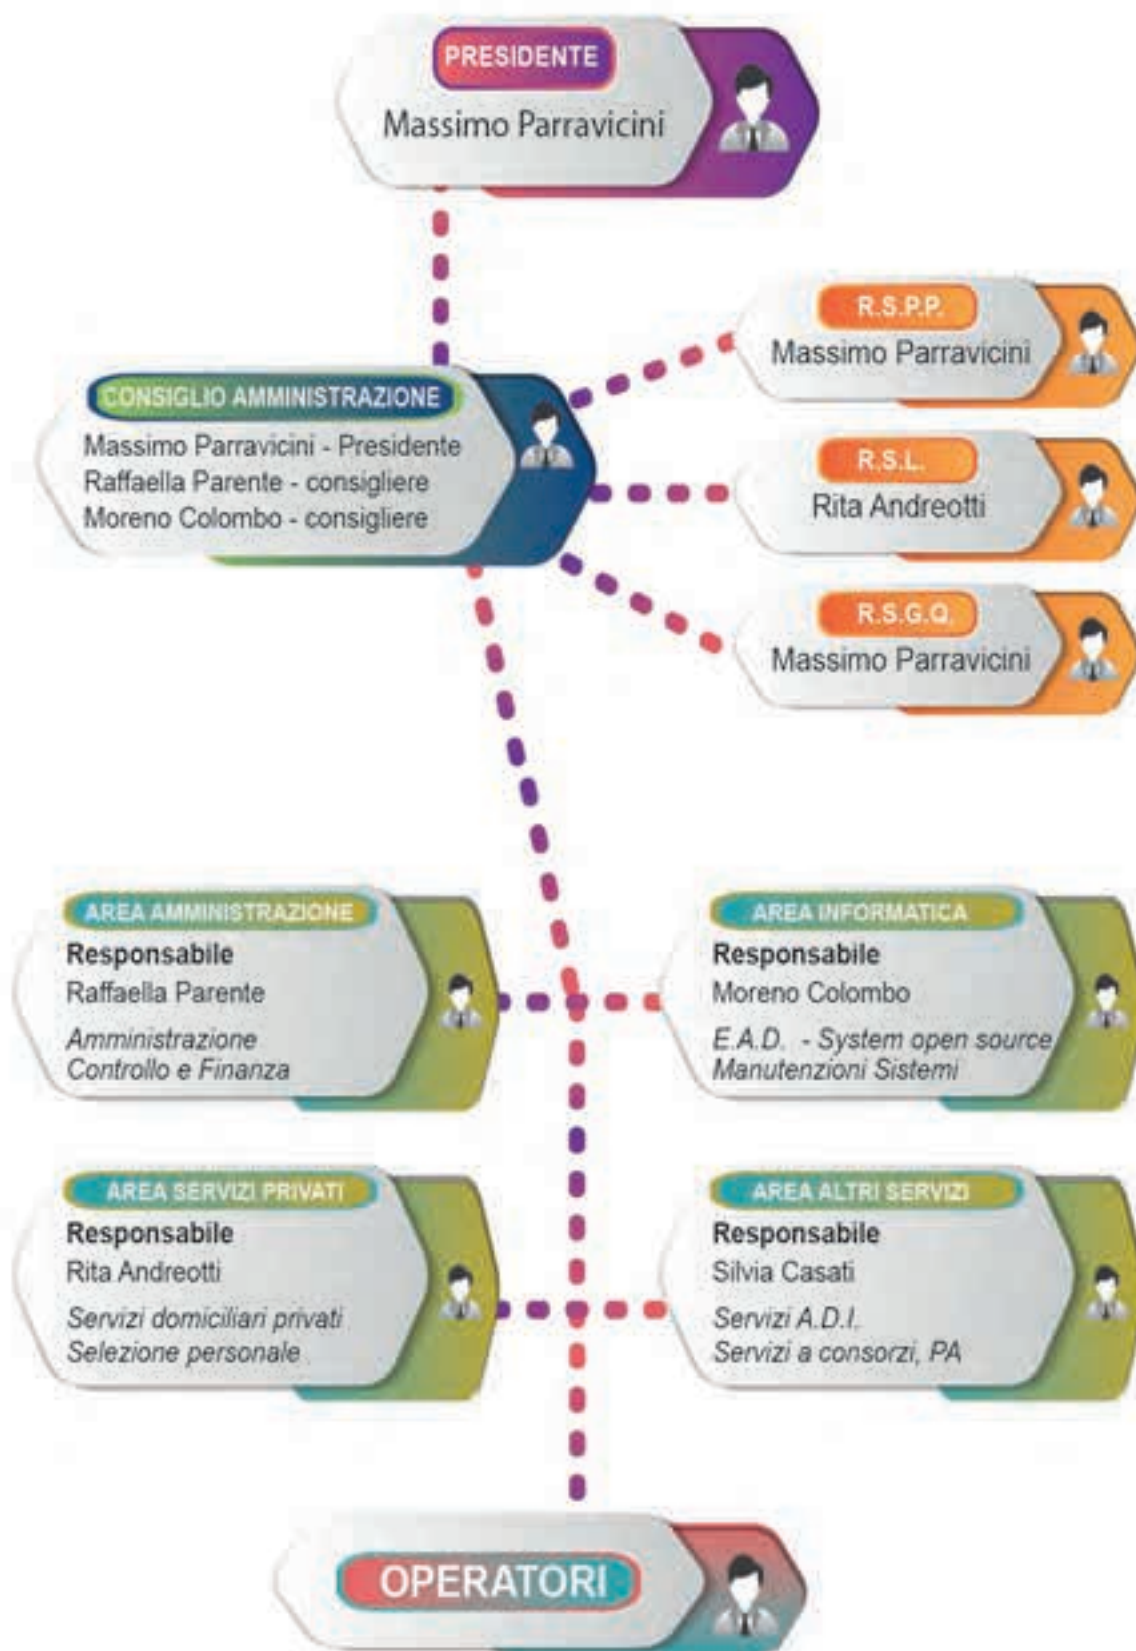 PRESIDENTE
Massimo Parravicini
R.S.P.P.
Massimo Parravicini
CONSIGLIO AMMINISTRAZIONE
Massimo Parravicini - Presidente
Raffaella Parente - consigliere
Moreno Colombo - consigliere
R.S.L.
Rita Andreotti
R.S.G.Q.
Massimo Parravicini
AREA AMMINISTRAZIONE
Responsabile
Raffaella Parente
Amministrazione
Controllo e Finanza
AREA INFORMATICA
Responsabile
Moreno Colombo
E.A.D. - System open source
Manutenzioni Sistemi
AREA SERVIZI PRIVATI
Responsabile
Rita Andreotti
Servizi domiciliari privati
Selezione personale
AREA ALTRI SERVIZI
Responsabile
Silvia Casati
Servizi A.D.I.
Servizi a consorzi, PA
OPERATORI